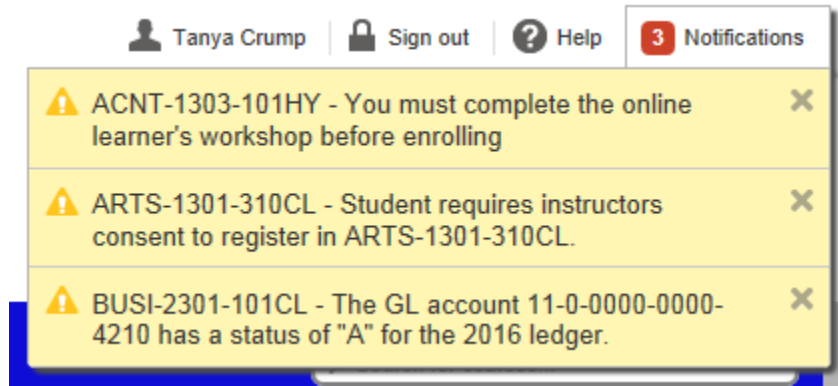 Tanya Crump Sign out Help 3 Notifications
ACNT-1303-101HY - You must complete the online
learner's workshop before enrolling
ARTS-1301-310CL - Student requires instructors
consent to register in ARTS-1301-310CL.
BUSI-2301-101CL - The GL account 11-0-0000-0000-
4210 has a status of "A" for the 2016 ledger.